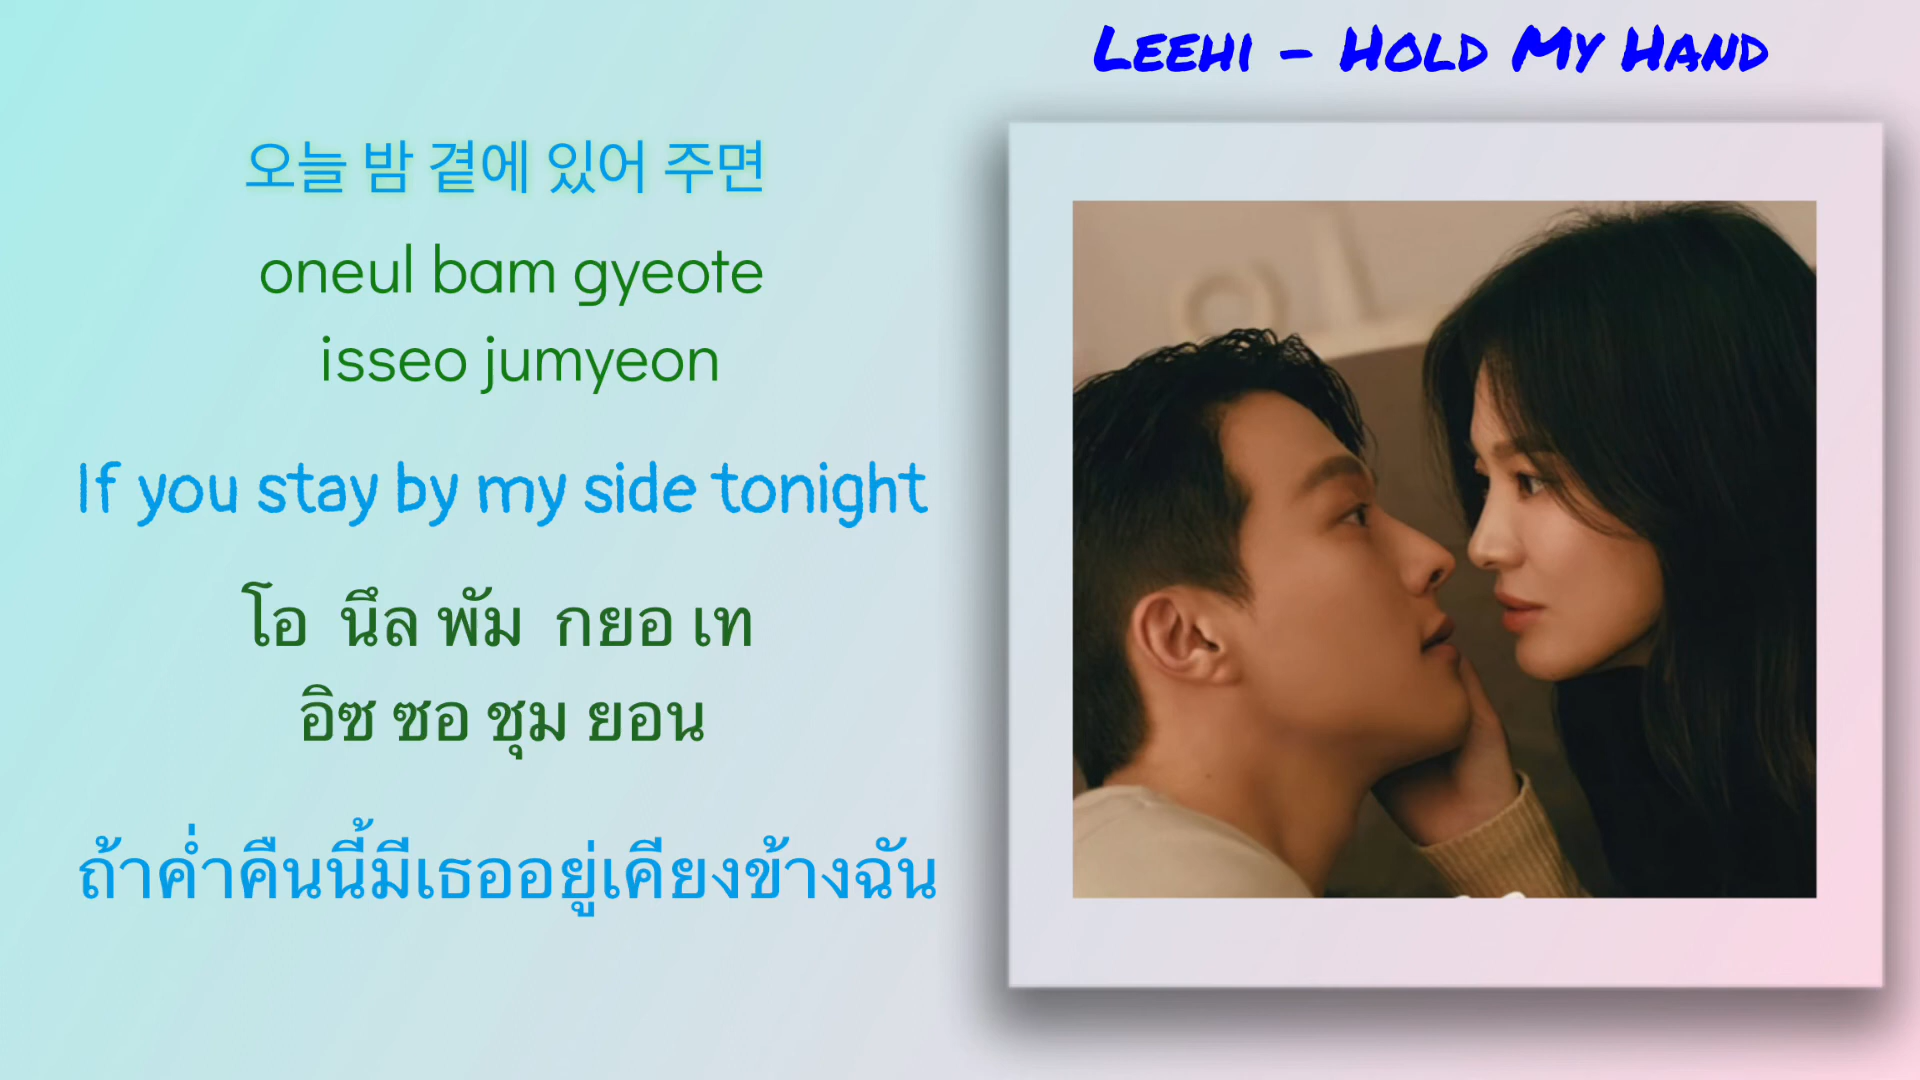 Leehi - Hold My Hand
오늘 밤 곁에 있어 주면
oneul bam gyeote
isseo jumyeon
If you stay by my side tonight
โอ นึล พัม กยอ เท
อิซ ซอ ชุม ยอน
ถ้าค่ำคืนนี้มีเธออยู่เคียงข้างฉัน